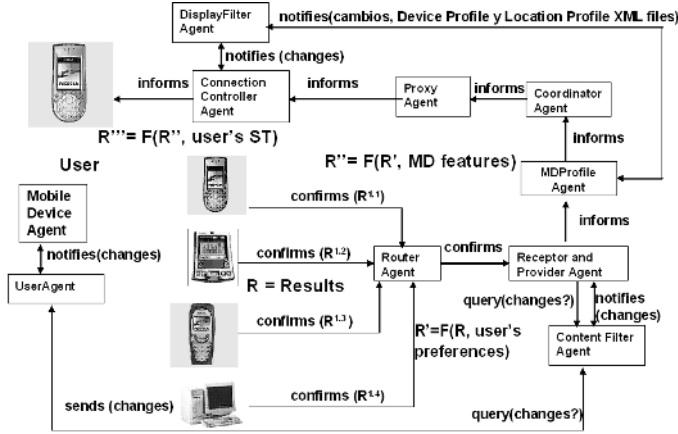 DisplayFilter
Agent
notifies(cambios, Device Profile y Location Profile XML files)
notifies (changes)
informs
Connection
Controller
Agent
informs
Proxy
Agent
informs
Coordinator
Agent
R'''= F(R'', user's ST)
informs
User
R''= F(R', MD features)
MDProfile
Agent
Mobile
Device
Agent
confirms (R1.1)
informs
notifies(changes)
confirms (R1.2)
Router
Agent
confirms
Receptor and
Provider Agent
UserAgent
R = Results
query(changes?)
notifies
(changes)
confirms (R1.3)
R'=F(R, user's
preferences)
Content Filter
Agent
sends (changes)
confirms (R1.4)
query(changes?)